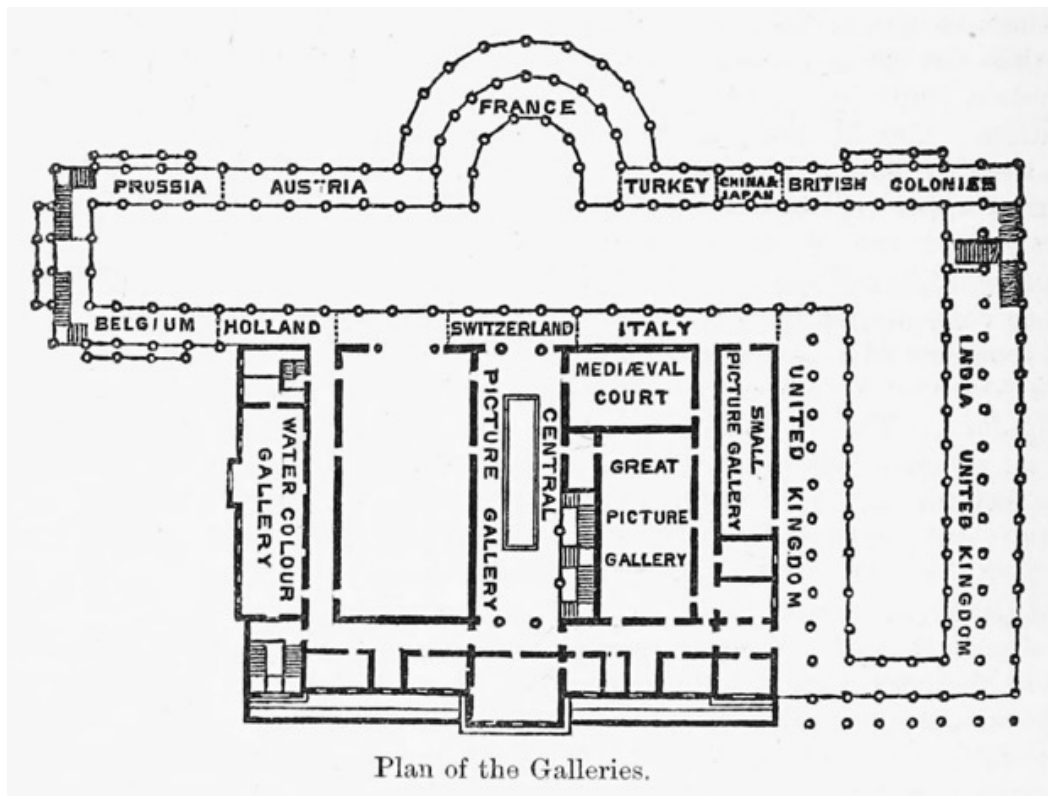 FRANCE
PRUSSIA
AUSTRIA
TURKEY
CHINA &
JAPAN
BRITISH COLONIES
BELGIUM
HOLLAND
SWITZERLAND
ITALY
WATER COLOUR
GALLERY
CENTRAL
PICTURE GALLERY
MEDIÆVAL
COURT
GREAT
PICTURE
GALLERY
SMALL
PICTURE GALLERY
UNITED KINGDOM
INDIA UNITED KINGDOM
Plan of the Galleries.